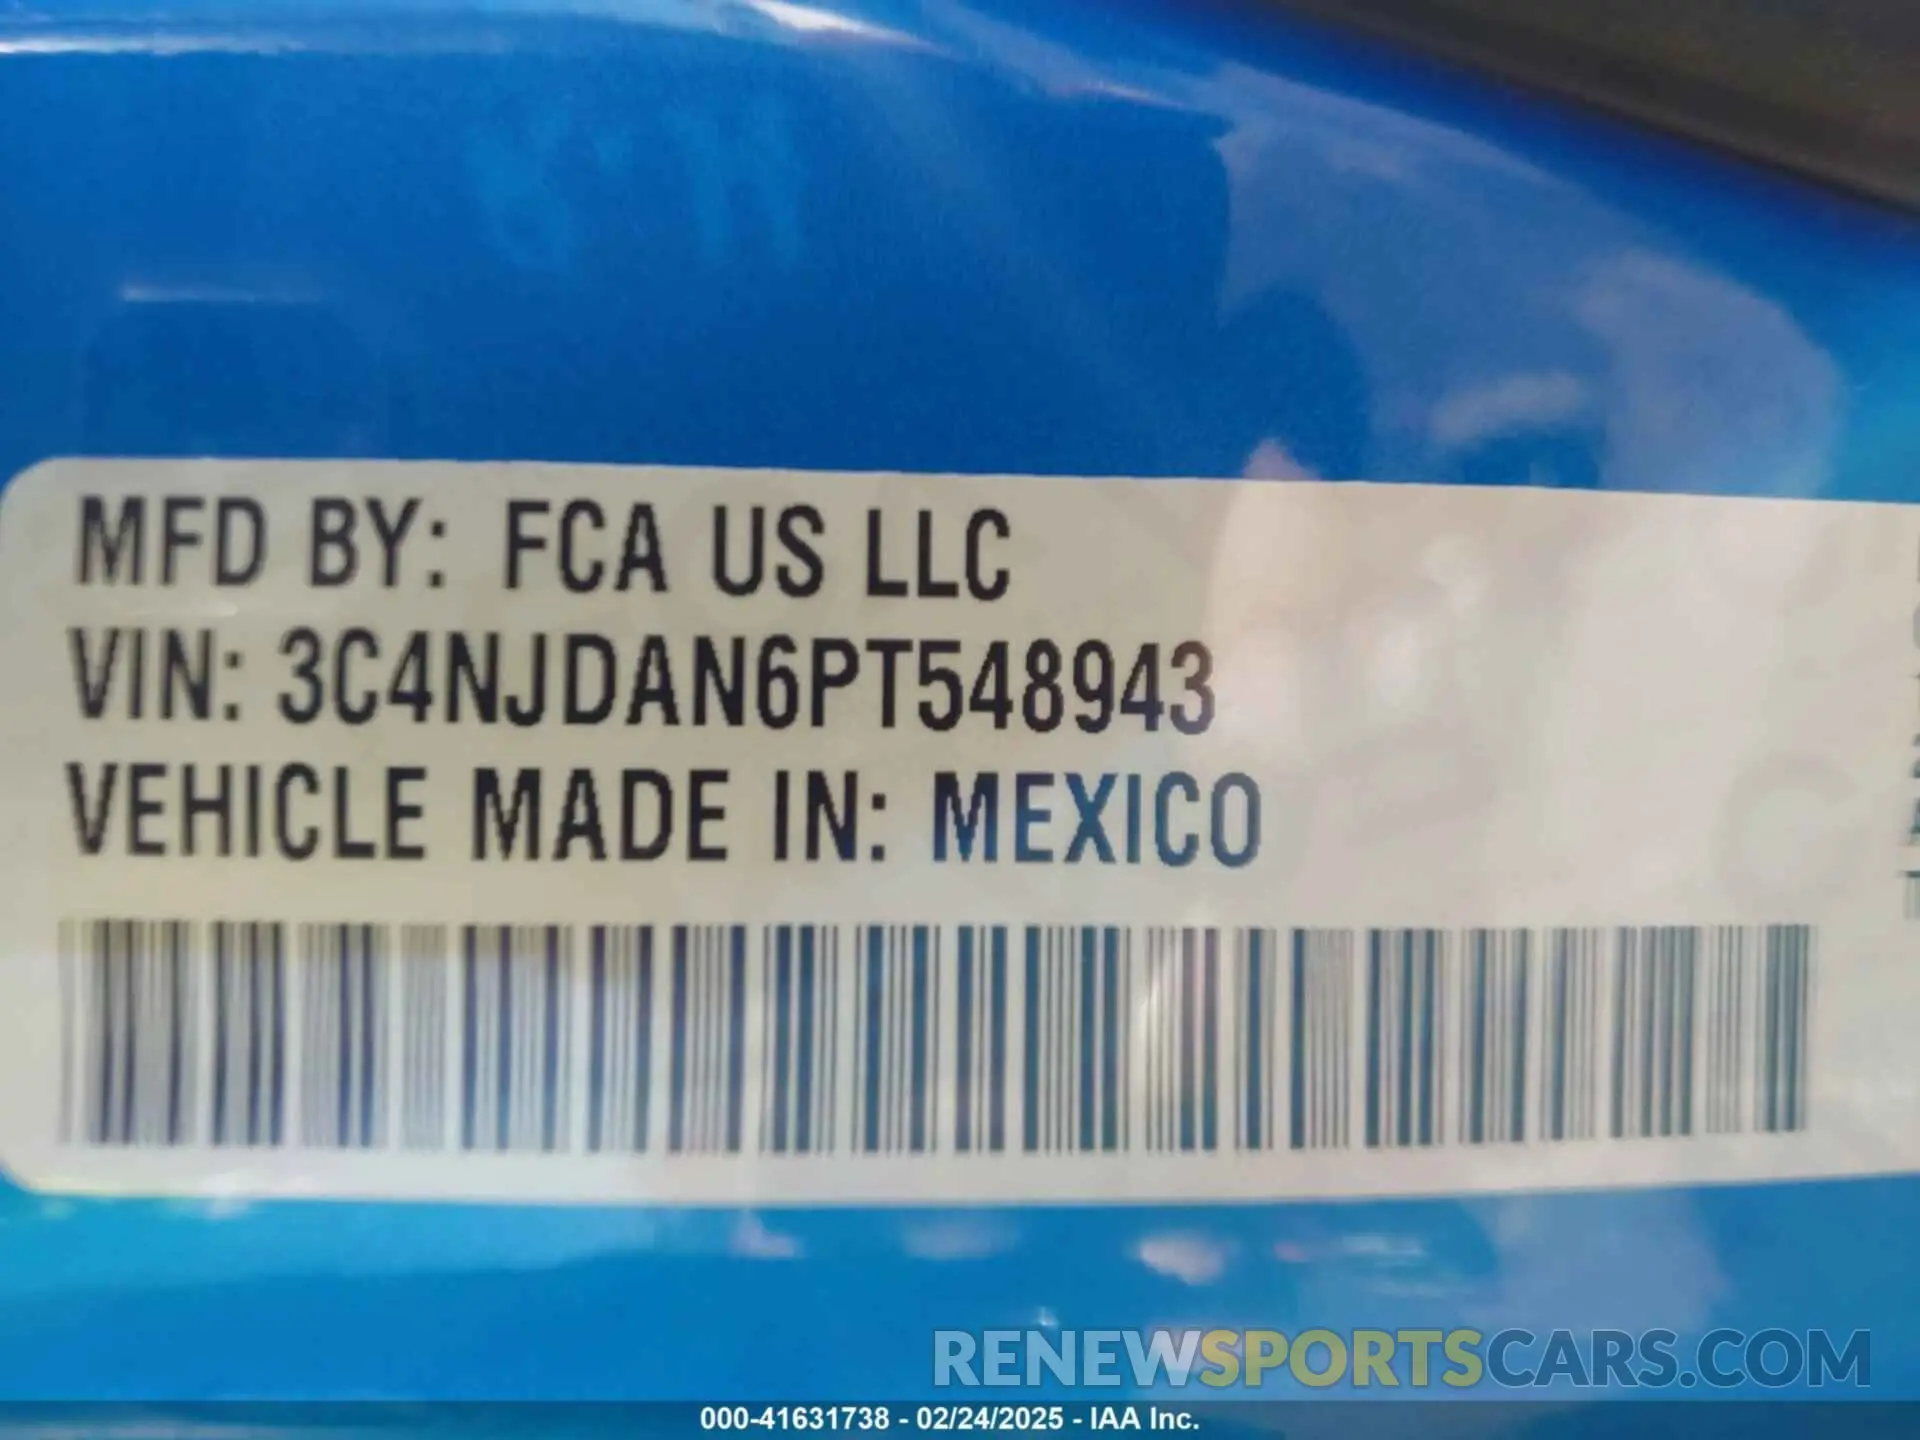 MFD BY: FCA US LLC
VIN: 3C4NJDAN6PT548943
VEHICLE MADE IN: MEXICO
RENEWSPORTSCARS.COM
000-41631738 - 02/24/2025 - IAA Inc.